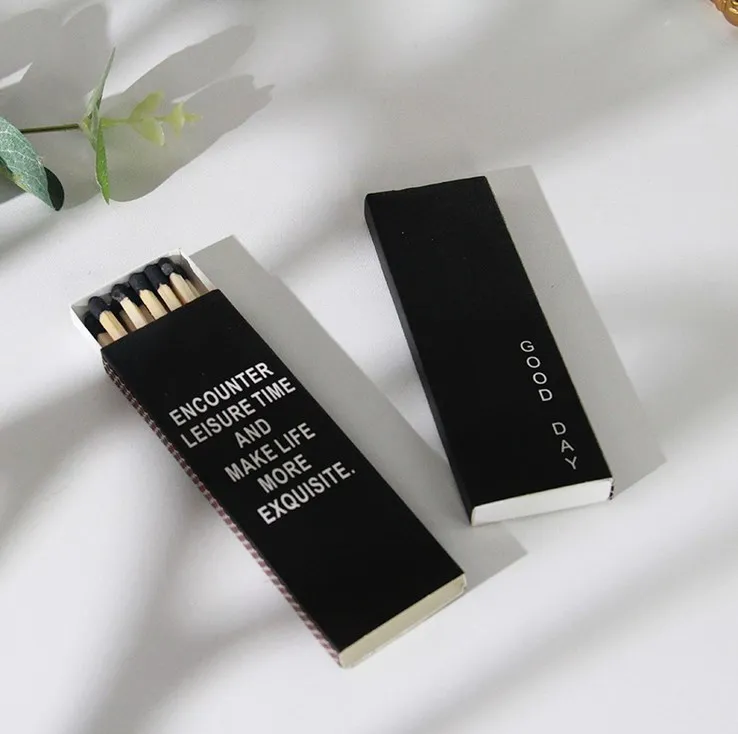 ENCOUNTER
LEISURE TIME
AND
MAKE LIFE
MORE
EXQUISITE.
GOOD DAY